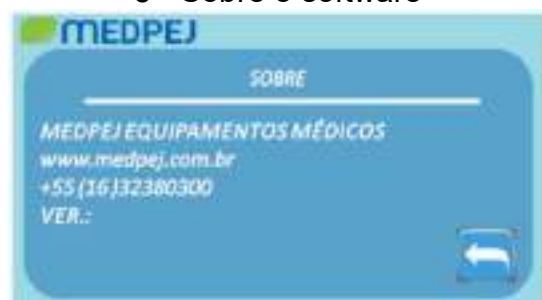 Sobre o software
MEDPEJ
SOBRE
MEDPEJ EQUIPAMENTOS MÉDICOS
www.medpej.com.br
+55 (16)32380300
VER.: